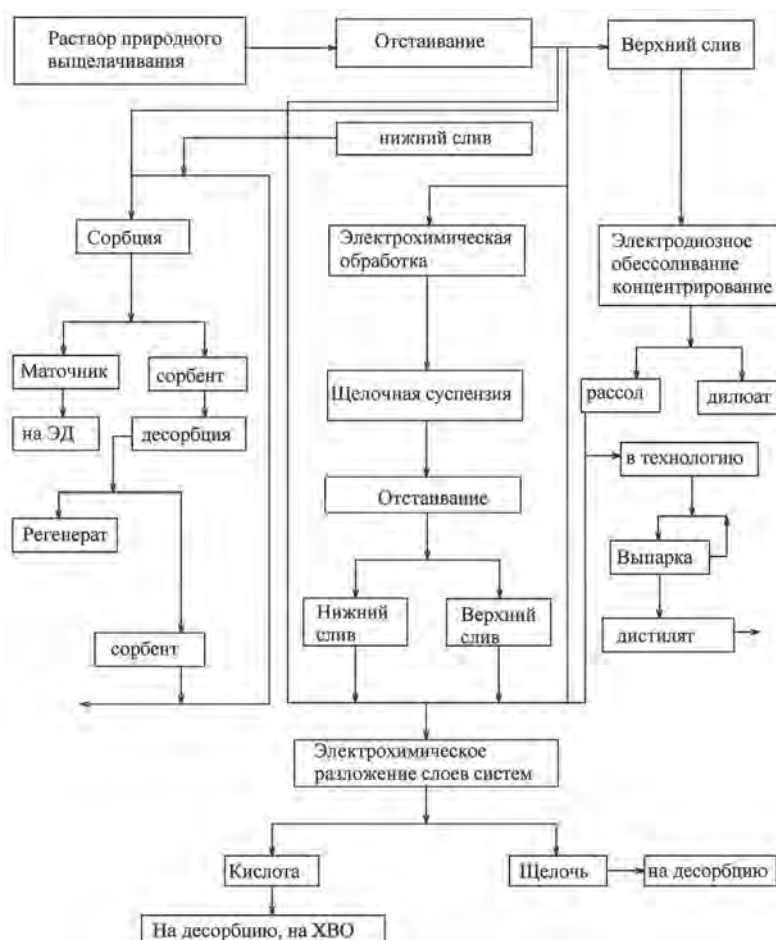 Раствор природного
выщелачивания
Отстаивание
Верхний слив
нижний слив
Сорбция
Электрохимическая
обработка
Электродиозное
обессоливание
концентрирование
Маточник
сорбент
Щелочная суспензия
рассол
дилюат
на ЭД
десорбция
в технологию
Отстаивание
Регенерат
Выпарка
Нижний
слив
Верхний
слив
дистилят
сорбент
Электрохимическое
разложение слоев систем
Кислота
Щелочь
на десорбцию
На десорбцию, на ХВО